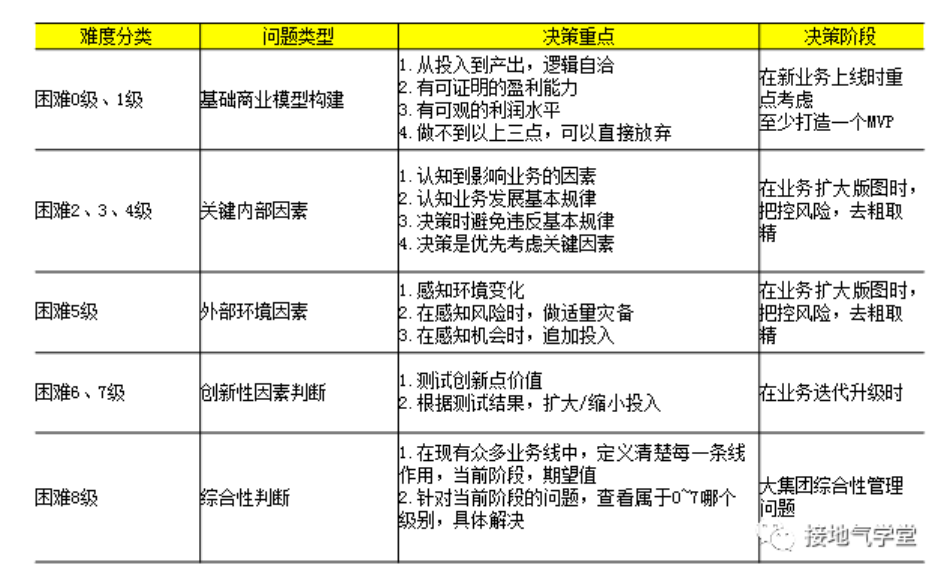 难度分类 问题类型 决策重点 决策阶段
困难0级、1级
基础商业模型构建
1.从投入到产出，逻辑自洽
2.有可证明的盈利能力
3.有可观的利润水平
4.做不到以上三点，可以直接放弃
在新业务上线时重
点考虑
至少打造一个MVP
困难2、3、4级
关键内部因素
1.认知到影响业务的因素
2.认知业务发展基本规律
3.决策时避免违反基本规律
4.决策是优先考虑关键因素
在业务扩大版图时，
把控风险，去粗取
精
困难5级
外部环境因素
1.感知环境变化
2.在感知风险时，做适量灾备
3.在感知机会时，追加投入
在业务扩大版图时，
把控风险，去粗取
精
困难6、7级
创新性因素判断
1.测试创新点价值
2.根据测试结果，扩大/缩小投入
在业务迭代升级时
困难8级
综合性判断
1.在现有众多业务线中，定义清楚每一条线
作用，当前阶段，期望值
2.针对当前阶段的问题，查看属于0~7哪个
级别，具体解决
大集团综合性管理
问题
接地气学堂